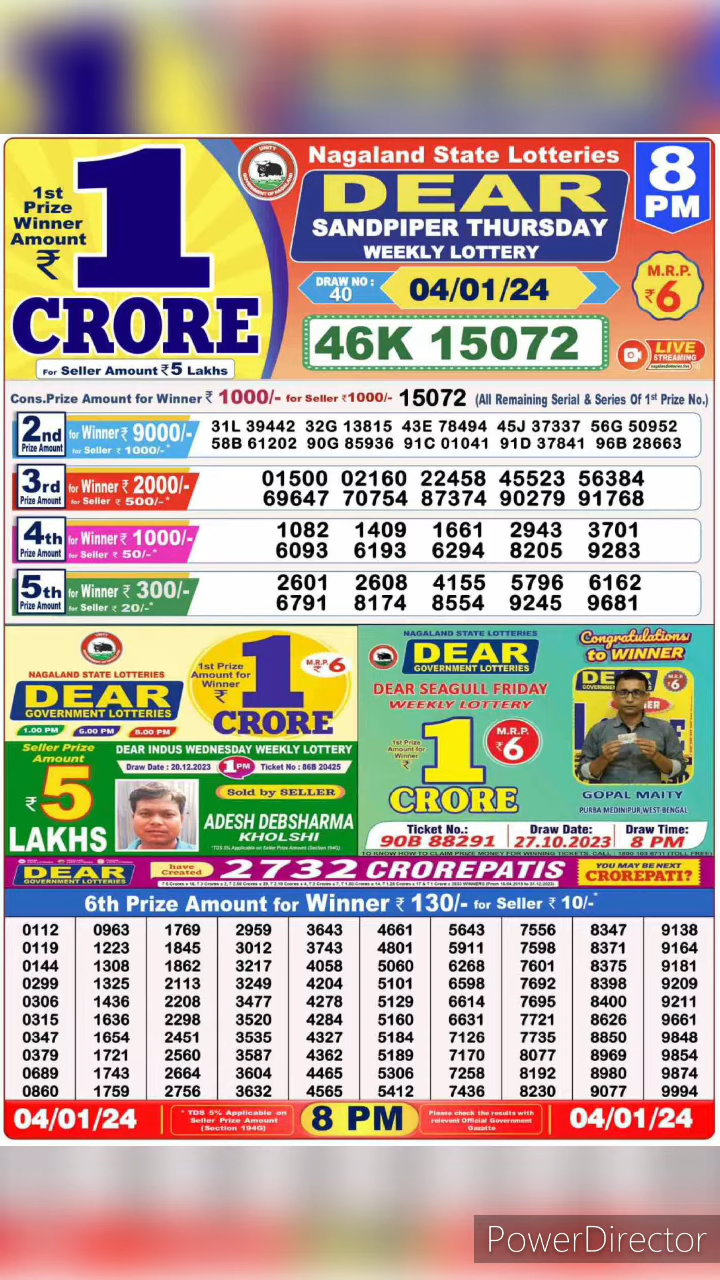 1st
Prize
Winner
Amount
₹
1
CRORE
For Seller Amount ₹5 Lakhs
UNITY
Nagaland State Lotteries
DEAR
SANDPIPER THURSDAY
WEEKLY LOTTERY
8
PM
DRAW NO :
40
04/01/24
M.R.P.
₹6
46K 15072
LIVE
STREAMING
Cons.Prize Amount for Winner ₹ 1000/- for Seller ₹1000/- 15072 (All Remaining Serial & Series Of 1st Prize No.)
2nd
Prize Amount
for Winner ₹ 9000/-
for Seller ₹ 1000/-*
31L 39442 32G 13815 43E 78494 45J 37337 56G 50952
58B 61202 90G 85936 91C 01041 91D 37841 96B 28663
3rd
Prize Amount
for Winner ₹ 2000/-
for Seller ₹ 500/-*
01500 02160 22458 45523 56384
69647 70754 87374 90279 91768
4th
Prize Amount
for Winner ₹ 1000/-
for Seller ₹ 50/-*
1082 1409 1661 2943 3701
6093 6193 6294 8205 9283
5th
Prize Amount
for Winner ₹ 300/-
for Seller ₹ 20/-*
2601 2608 4155 5796 6162
6791 8174 8554 9245 9681
NAGALAND STATE LOTTERIES
DEAR
GOVERNMENT LOTTERIES
1.00 PM 6.00 PM 8.00 PM
1st Prize
Amount for
Winner
₹
1
CRORE
M.R.P. ₹6
Seller Prize
Amount
₹5
LAKHS
DEAR INDUS WEDNESDAY WEEKLY LOTTERY
Draw Date : 20.12.2023 1PM Ticket No : 86B 20425
Sold by SELLER
ADESH DEBSHARMA
KHOLSHI
NAGALAND STATE LOTTERIES
DEAR
GOVERNMENT LOTTERIES
DEAR SEAGULL FRIDAY
WEEKLY LOTTERY
1st Prize
Amount for
Winner
₹
1
CRORE
M.R.P.
₹6
Congratulations
to WINNER
GOPAL MAITY
PURBA MEDINIPUR, WEST-BENGAL
Ticket No.: Draw Date: Draw Time:
90B 88291 27.10.2023 8 PM
TO KNOW HOW TO CLAIM PRIZE MONEY FOR WINNING TICKETS, CALL
DEAR
GOVERNMENT LOTTERIES
have
Created
2732 CROREPATIS
YOU MAY BE NEXT
CROREPATI?
6th Prize Amount for Winner ₹ 130/- for Seller ₹ 10/-*
0112 0963 1769 2959 3643 4661 5643 7556 8347 9138
0119 1223 1845 3012 3743 4801 5911 7598 8371 9164
0144 1308 1862 3217 4058 5060 6268 7601 8375 9181
0299 1325 2113 3249 4204 5101 6598 7692 8398 9209
0306 1436 2208 3477 4278 5129 6614 7695 8400 9211
0315 1636 2298 3520 4284 5160 6631 7721 8626 9661
0347 1654 2451 3535 4327 5184 7126 7735 8850 9848
0379 1721 2560 3587 4362 5189 7170 8077 8969 9854
0689 1743 2664 3604 4465 5306 7258 8192 8980 9874
0860 1759 2756 3632 4565 5412 7436 8230 9077 9994
04/01/24
* TDS 5% Applicable on
Seller Prize Amount
(Section 194G)
8 PM
Please check the results with
relevant Official Government
Gazatte
04/01/24
PowerDirector